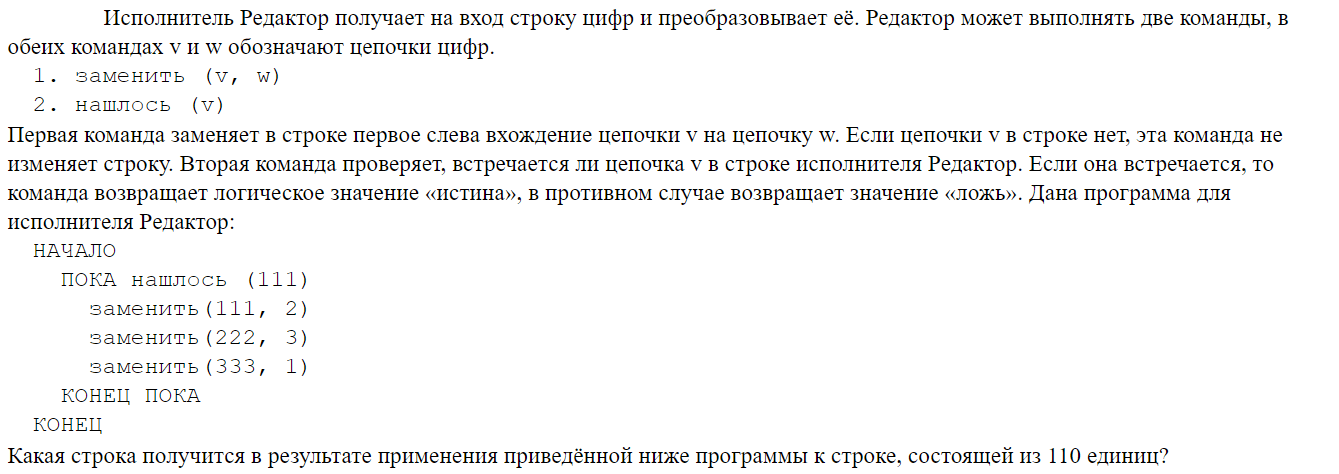 Исполнитель Редактор получает на вход строку цифр и преобразовывает её. Редактор может выполнять две команды, в
обеих командах v и w обозначают цепочки цифр.
1. заменить (v, w)
2. нашлось (v)
Первая команда заменяет в строке первое слева вхождение цепочки v на цепочку w. Если цепочки v в строке нет, эта команда не
изменяет строку. Вторая команда проверяет, встречается ли цепочка v в строке исполнителя Редактор. Если она встречается, то
команда возвращает логическое значение «истина», в противном случае возвращает значение «ложь». Дана программа для
исполнителя Редактор:
НАЧАЛО
ПОКА нашлось (111)
заменить(111, 2)
заменить(222, 3)
заменить(333, 1)
КОНЕЦ ПОКА
КОНЕЦ
Какая строка получится в результате применения приведённой ниже программы к строке, состоящей из 110 единиц?